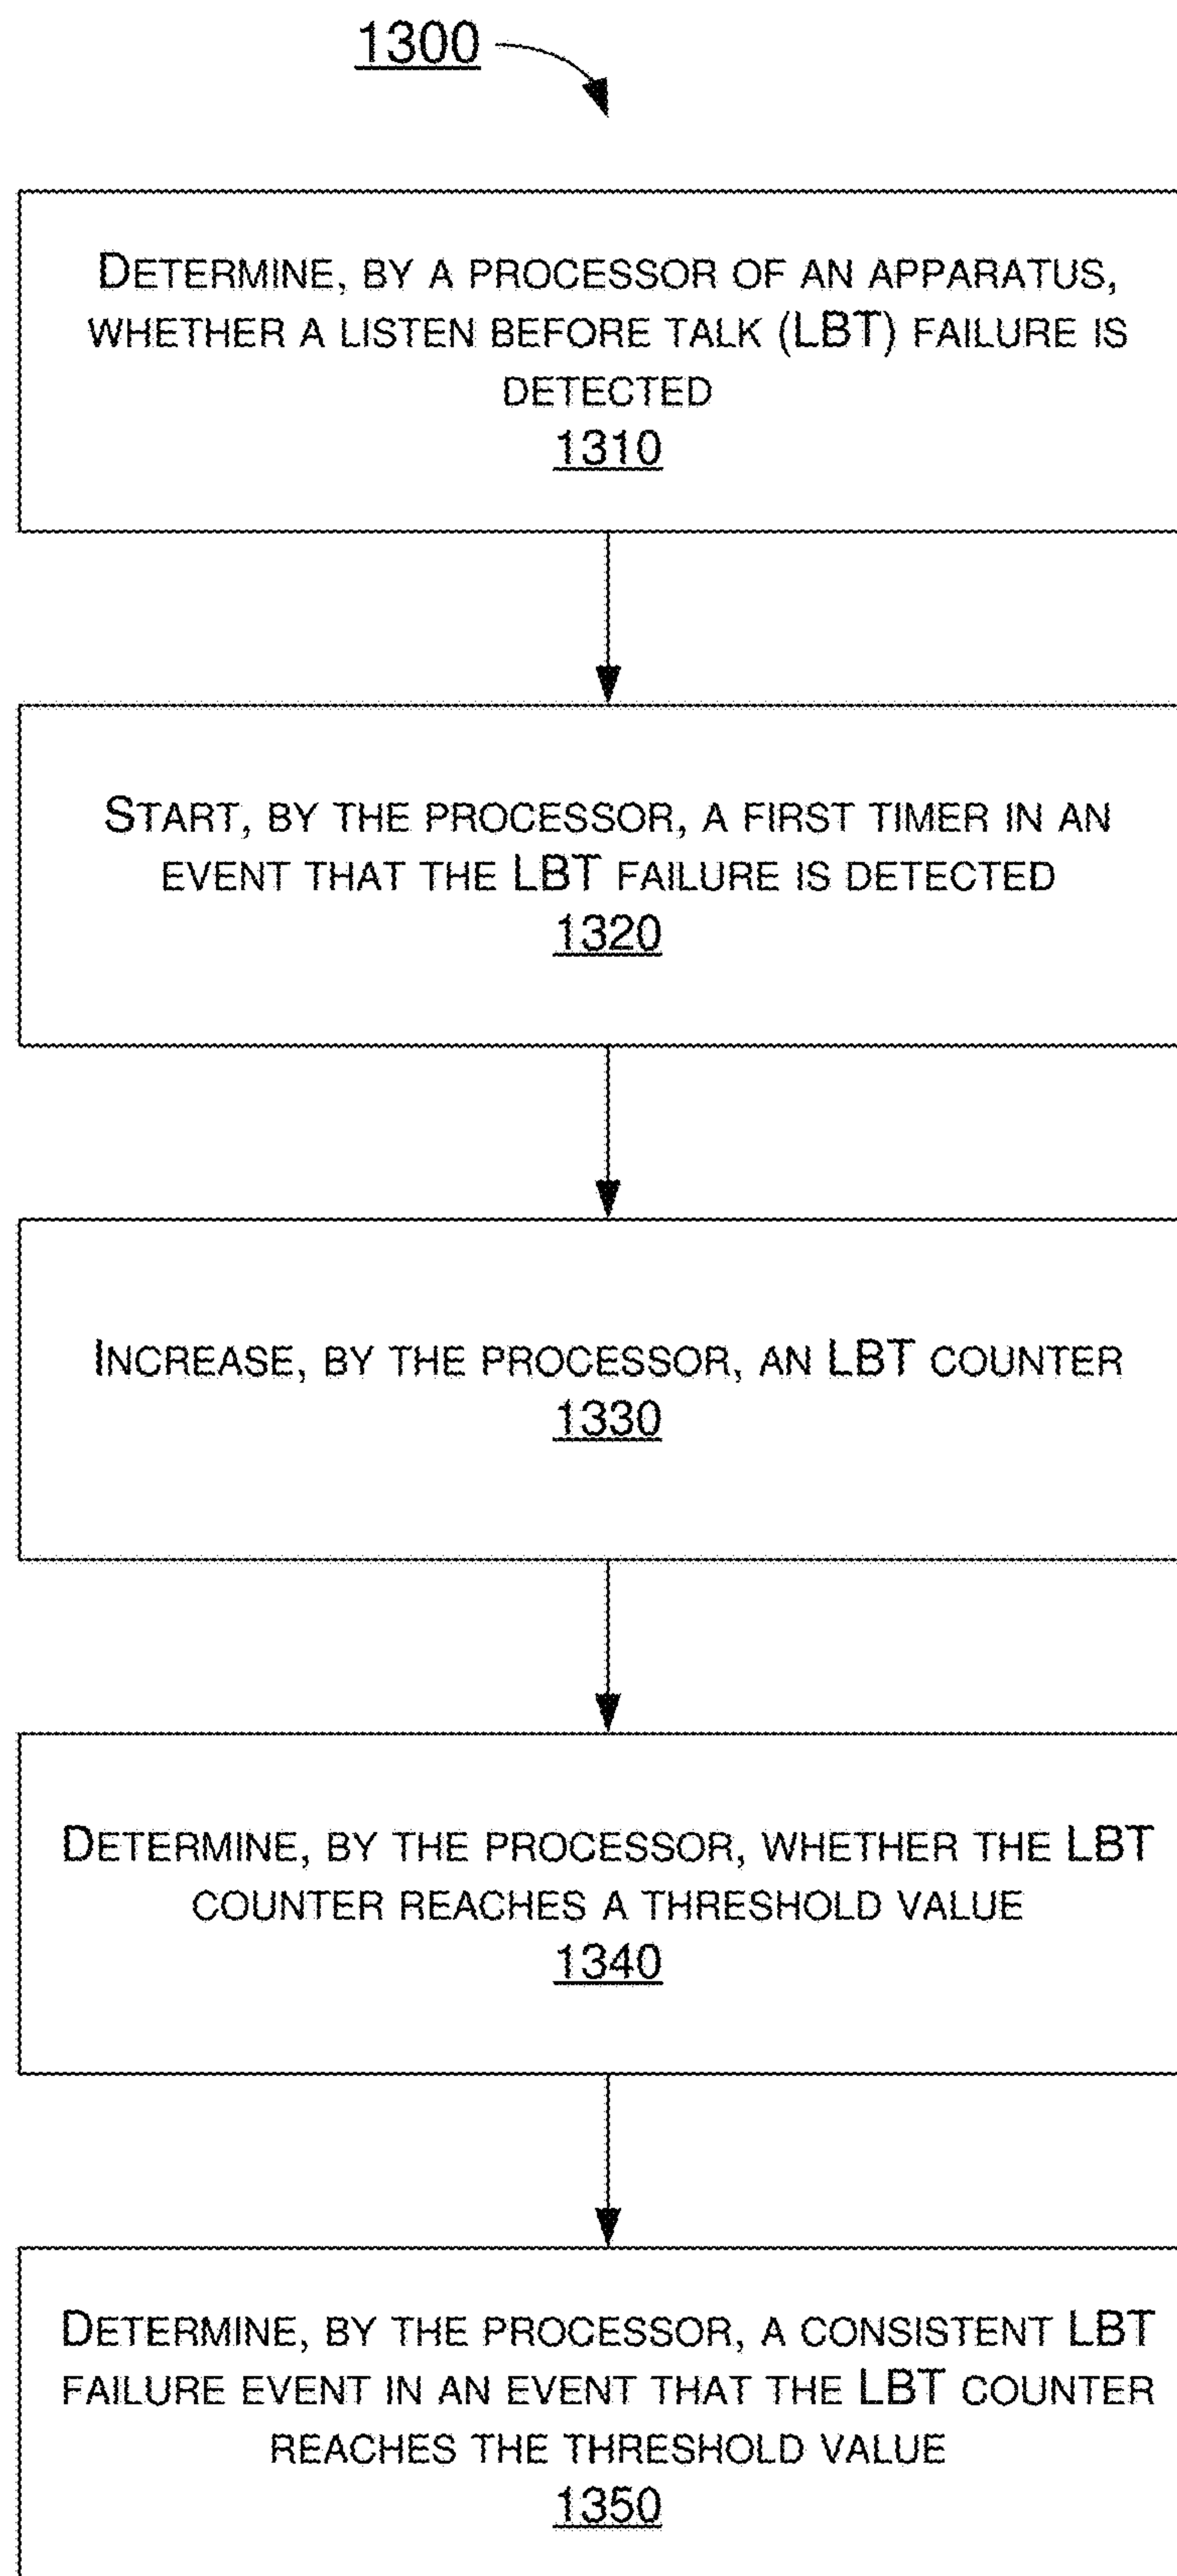 1300
DETERMINE, BY A PROCESSOR OF AN APPARATUS,
WHETHER A LISTEN BEFORE TALK (LBT) FAILURE IS
DETECTED
1310
START, BY THE PROCESSOR, A FIRST TIMER IN AN
EVENT THAT THE LBT FAILURE IS DETECTED
1320
INCREASE, BY THE PROCESSOR, AN LBT COUNTER
1330
DETERMINE, BY THE PROCESSOR, WHETHER THE LBT
COUNTER REACHES A THRESHOLD VALUE
1340
DETERMINE, BY THE PROCESSOR, A CONSISTENT LBT
FAILURE EVENT IN AN EVENT THAT THE LBT COUNTER
REACHES THE THRESHOLD VALUE
1350